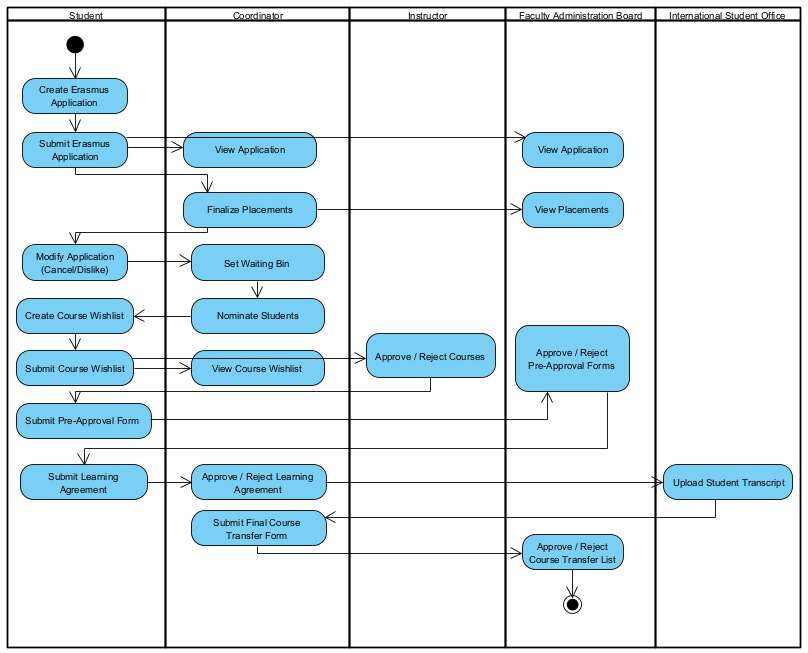 Student
Coordinator
Instructor
Faculty Administration Board
International Student Office
Create Erasmus
Application
Submit Erasmus
Application
View Application
View Application
Finalize Placements
View Placements
Modify Application
(Cancel/Dislike)
Set Waiting Bin
Create Course Wishlist
Nominate Students
Submit Course Wishlist
View Course Wishlist
Approve / Reject Courses
Approve / Reject
Pre-Approval Forms
Submit Pre-Approval Form
Submit Learning
Agreement
Approve / Reject Learning
Agreement
Upload Student Transcript
Submit Final Course
Transfer Form
Approve / Reject
Course Transfer List